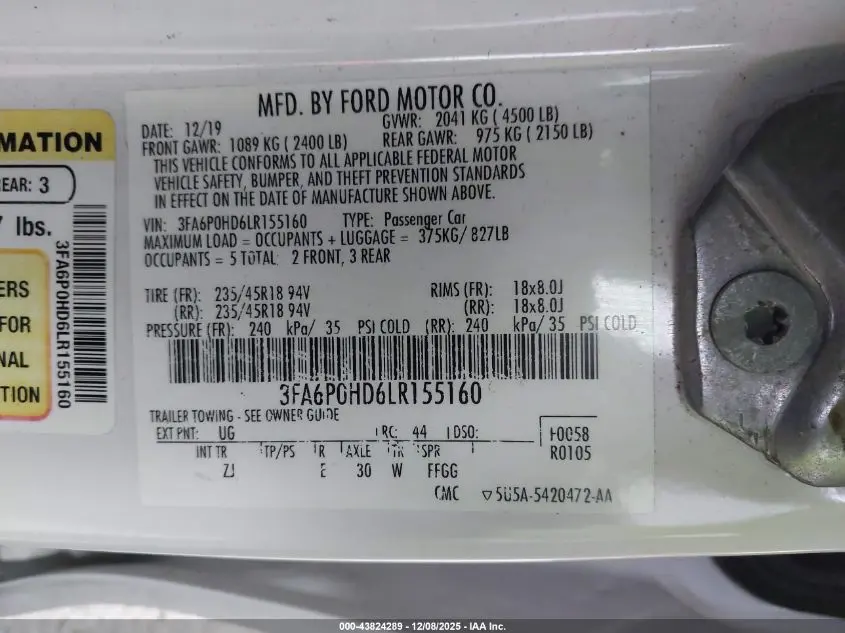 MATION
REAR: 3
lbs.
ERS
FOR
NAL
TION
3FA6P0HD6LR155160
MFD. BY FORD MOTOR CO.
DATE: 12/19 GVWR: 2041 KG ( 4500 LB)
FRONT GAWR: 1089 KG ( 2400 LB) REAR GAWR: 975 KG ( 2150 LB)
THIS VEHICLE CONFORMS TO ALL APPLICABLE FEDERAL MOTOR
VEHICLE SAFETY, BUMPER, AND THEFT PREVENTION STANDARDS
IN EFFECT ON THE DATE OF MANUFACTURE SHOWN ABOVE.
VIN: 3FA6P0HD6LR155160 TYPE: Passenger Car
MAXIMUM LOAD = OCCUPANTS + LUGGAGE = 375KG/ 827LB
OCCUPANTS = 5 TOTAL: 2 FRONT, 3 REAR
TIRE (FR): 235/45R18 94V RIMS (FR): 18x8.0J
(RR): 235/45R18 94V (RR): 18x8.0J
PRESSURE (FR): 240 kPa/ 35 PSI COLD (RR): 240 kPa/ 35 PSI COLD
3FA6P0HD6LR155160
TRAILER TOWING - SEE OWNER GUIDE
EXT PNT: UG RC: 44 DSO: F0058
INT TR TP/PS R AXLE TR SPR R0105
ZJ E 30 W FFGG
CMC ▽5U5A-5420472-AA
000-43824289 - 12/08/2025 - IAA Inc.